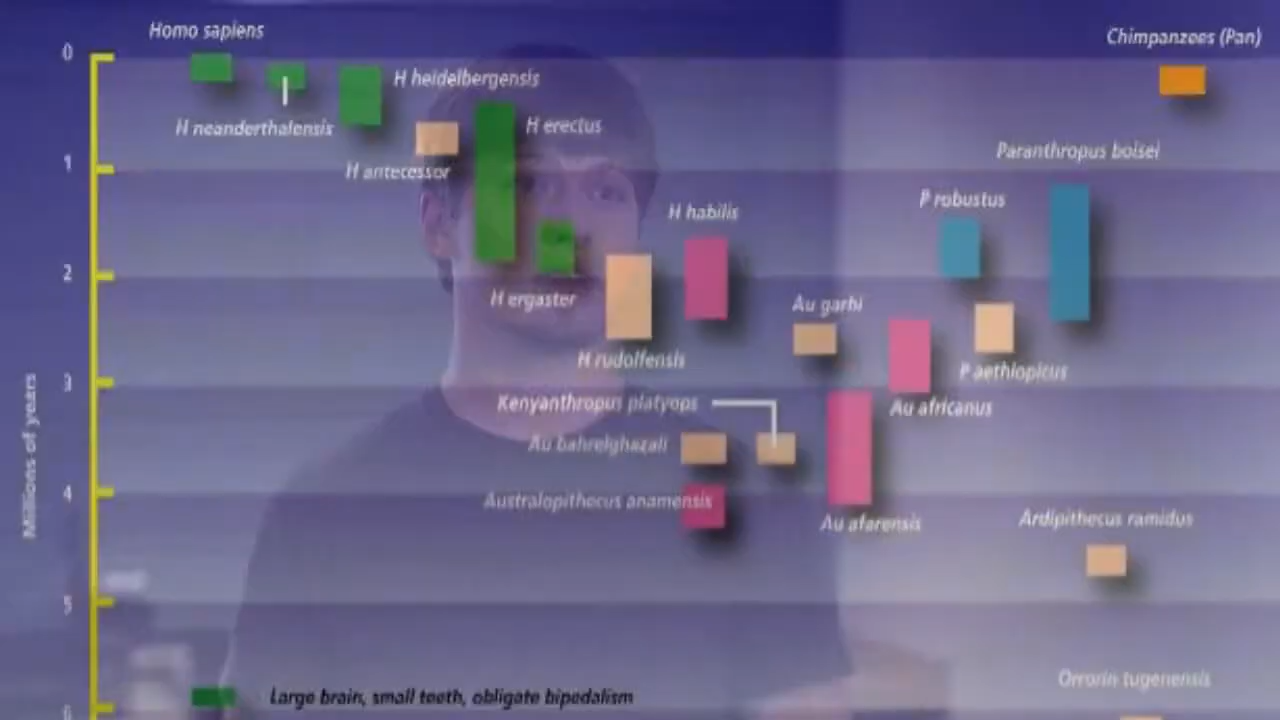 Homo sapiens
Chimpanzees (Pan)
0
H heidelbergensis
H neanderthalensis
H erectus
Paranthropus boisei
1
H antecessor
P robustus
H habilis
2
H ergaster
Au garhi
H rudolfensis
P aethiopicus
3
Kenyanthropus platyops
Au africanus
Au bahrelghazali
4
Australopithecus anamensis
Au afarensis
Ardipithecus ramidus
Millions of years
5
Orrorin tugenensis
Large brain, small teeth, obligate bipedalism
6